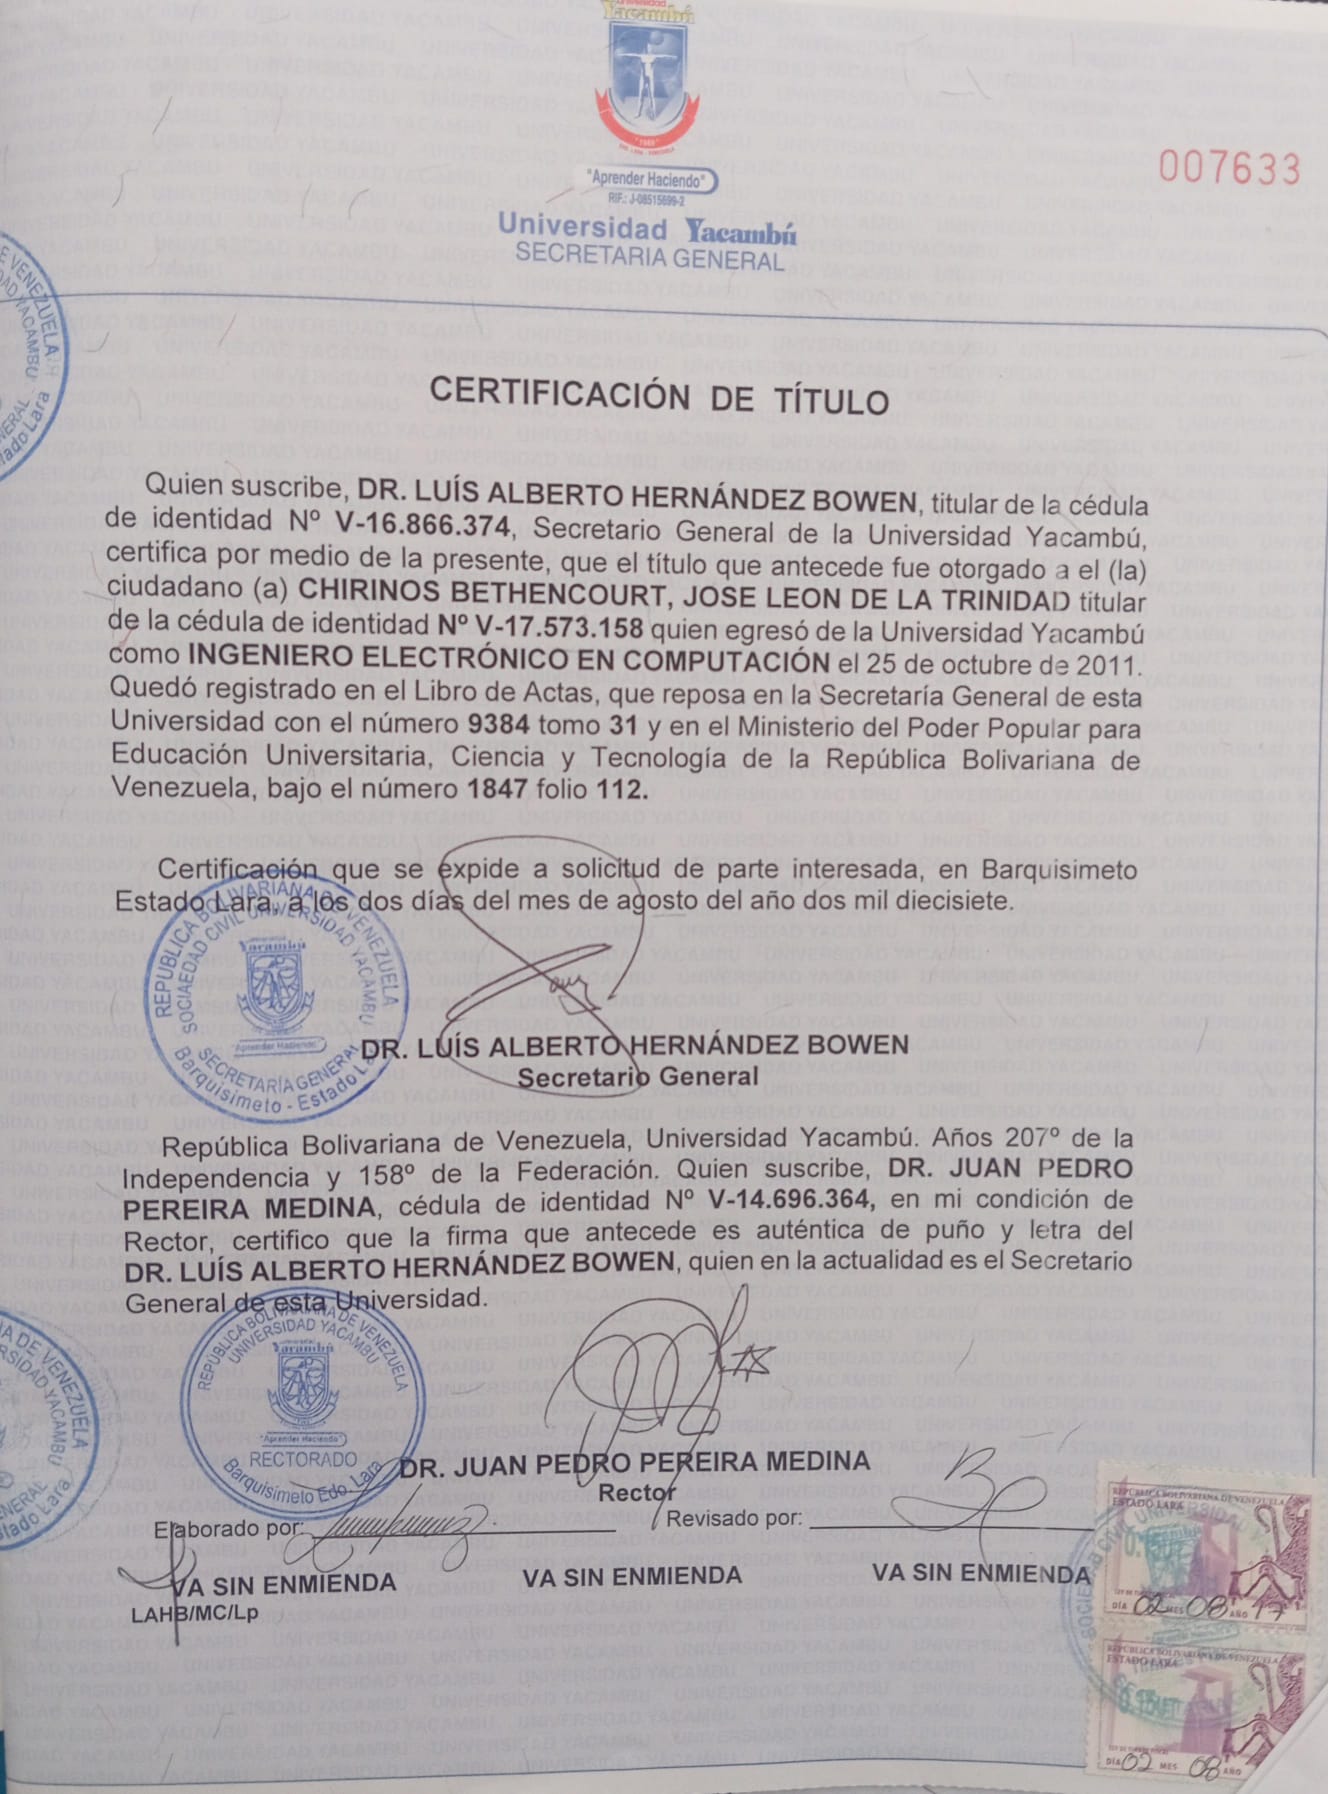 Universidad
Yacambú
"1989"
"Aprender Haciendo"
RIF.: J-08515699-2
Universidad Yacambú
SECRETARIA GENERAL
007633
CERTIFICACIÓN DE TÍTULO
Quien suscribe, DR. LUÍS ALBERTO HERNÁNDEZ BOWEN, titular de la cédula
de identidad Nº V-16.866.374, Secretario General de la Universidad Yacambú,
certifica por medio de la presente, que el título que antecede fue otorgado a el (la)
ciudadano (a) CHIRINOS BETHENCOURT, JOSE LEON DE LA TRINIDAD titular
de la cédula de identidad Nº V-17.573.158 quien egresó de la Universidad Yacambú
como INGENIERO ELECTRÓNICO EN COMPUTACIÓN el 25 de octubre de 2011.
Quedó registrado en el Libro de Actas, que reposa en la Secretaría General de esta
Universidad con el número 9384 tomo 31 y en el Ministerio del Poder Popular para
Educación Universitaria, Ciencia y Tecnología de la República Bolivariana de
Venezuela, bajo el número 1847 folio 112.
Certificación que se expide a solicitud de parte interesada, en Barquisimeto
Estado Lara, a los dos días del mes de agosto del año dos mil diecisiete.
REPÚBLICA BOLIVARIANA DE VENEZUELA
SOCIAEDAD CIVIL UNIVERSIDAD YACAMBU
Yacambú
"Aprender Haciendo"
SECRETARÍA GENERAL
Barquisimeto - Estado Lara
DR. LUÍS ALBERTO HERNÁNDEZ BOWEN
Secretario General
República Bolivariana de Venezuela, Universidad Yacambú. Años 207º de la
Independencia y 158º de la Federación. Quien suscribe, DR. JUAN PEDRO
PEREIRA MEDINA, cédula de identidad Nº V-14.696.364, en mi condición de
Rector, certifico que la firma que antecede es auténtica de puño y letra del
DR. LUÍS ALBERTO HERNÁNDEZ BOWEN, quien en la actualidad es el Secretario
General de esta Universidad.
REPÚBLICA BOLIVARIANA DE VENEZUELA
UNIVERSIDAD YACAMBU
Yacambú
"Aprender Haciendo"
RECTORADO
Barquisimeto Edo. Lara
DR. JUAN PEDRO PEREIRA MEDINA
Rector
Elaborado por: Revisado por:
VA SIN ENMIENDA VA SIN ENMIENDA VA SIN ENMIENDA
LAHB/MC/Lp
REPÚBLICA BOLIVARIANA DE VENEZUELA
ESTADO LARA
DÍA 02 MES 08 AÑO 17
REPÚBLICA BOLIVARIANA DE VENEZUELA
ESTADO LARA
DÍA 02 MES 08 AÑO